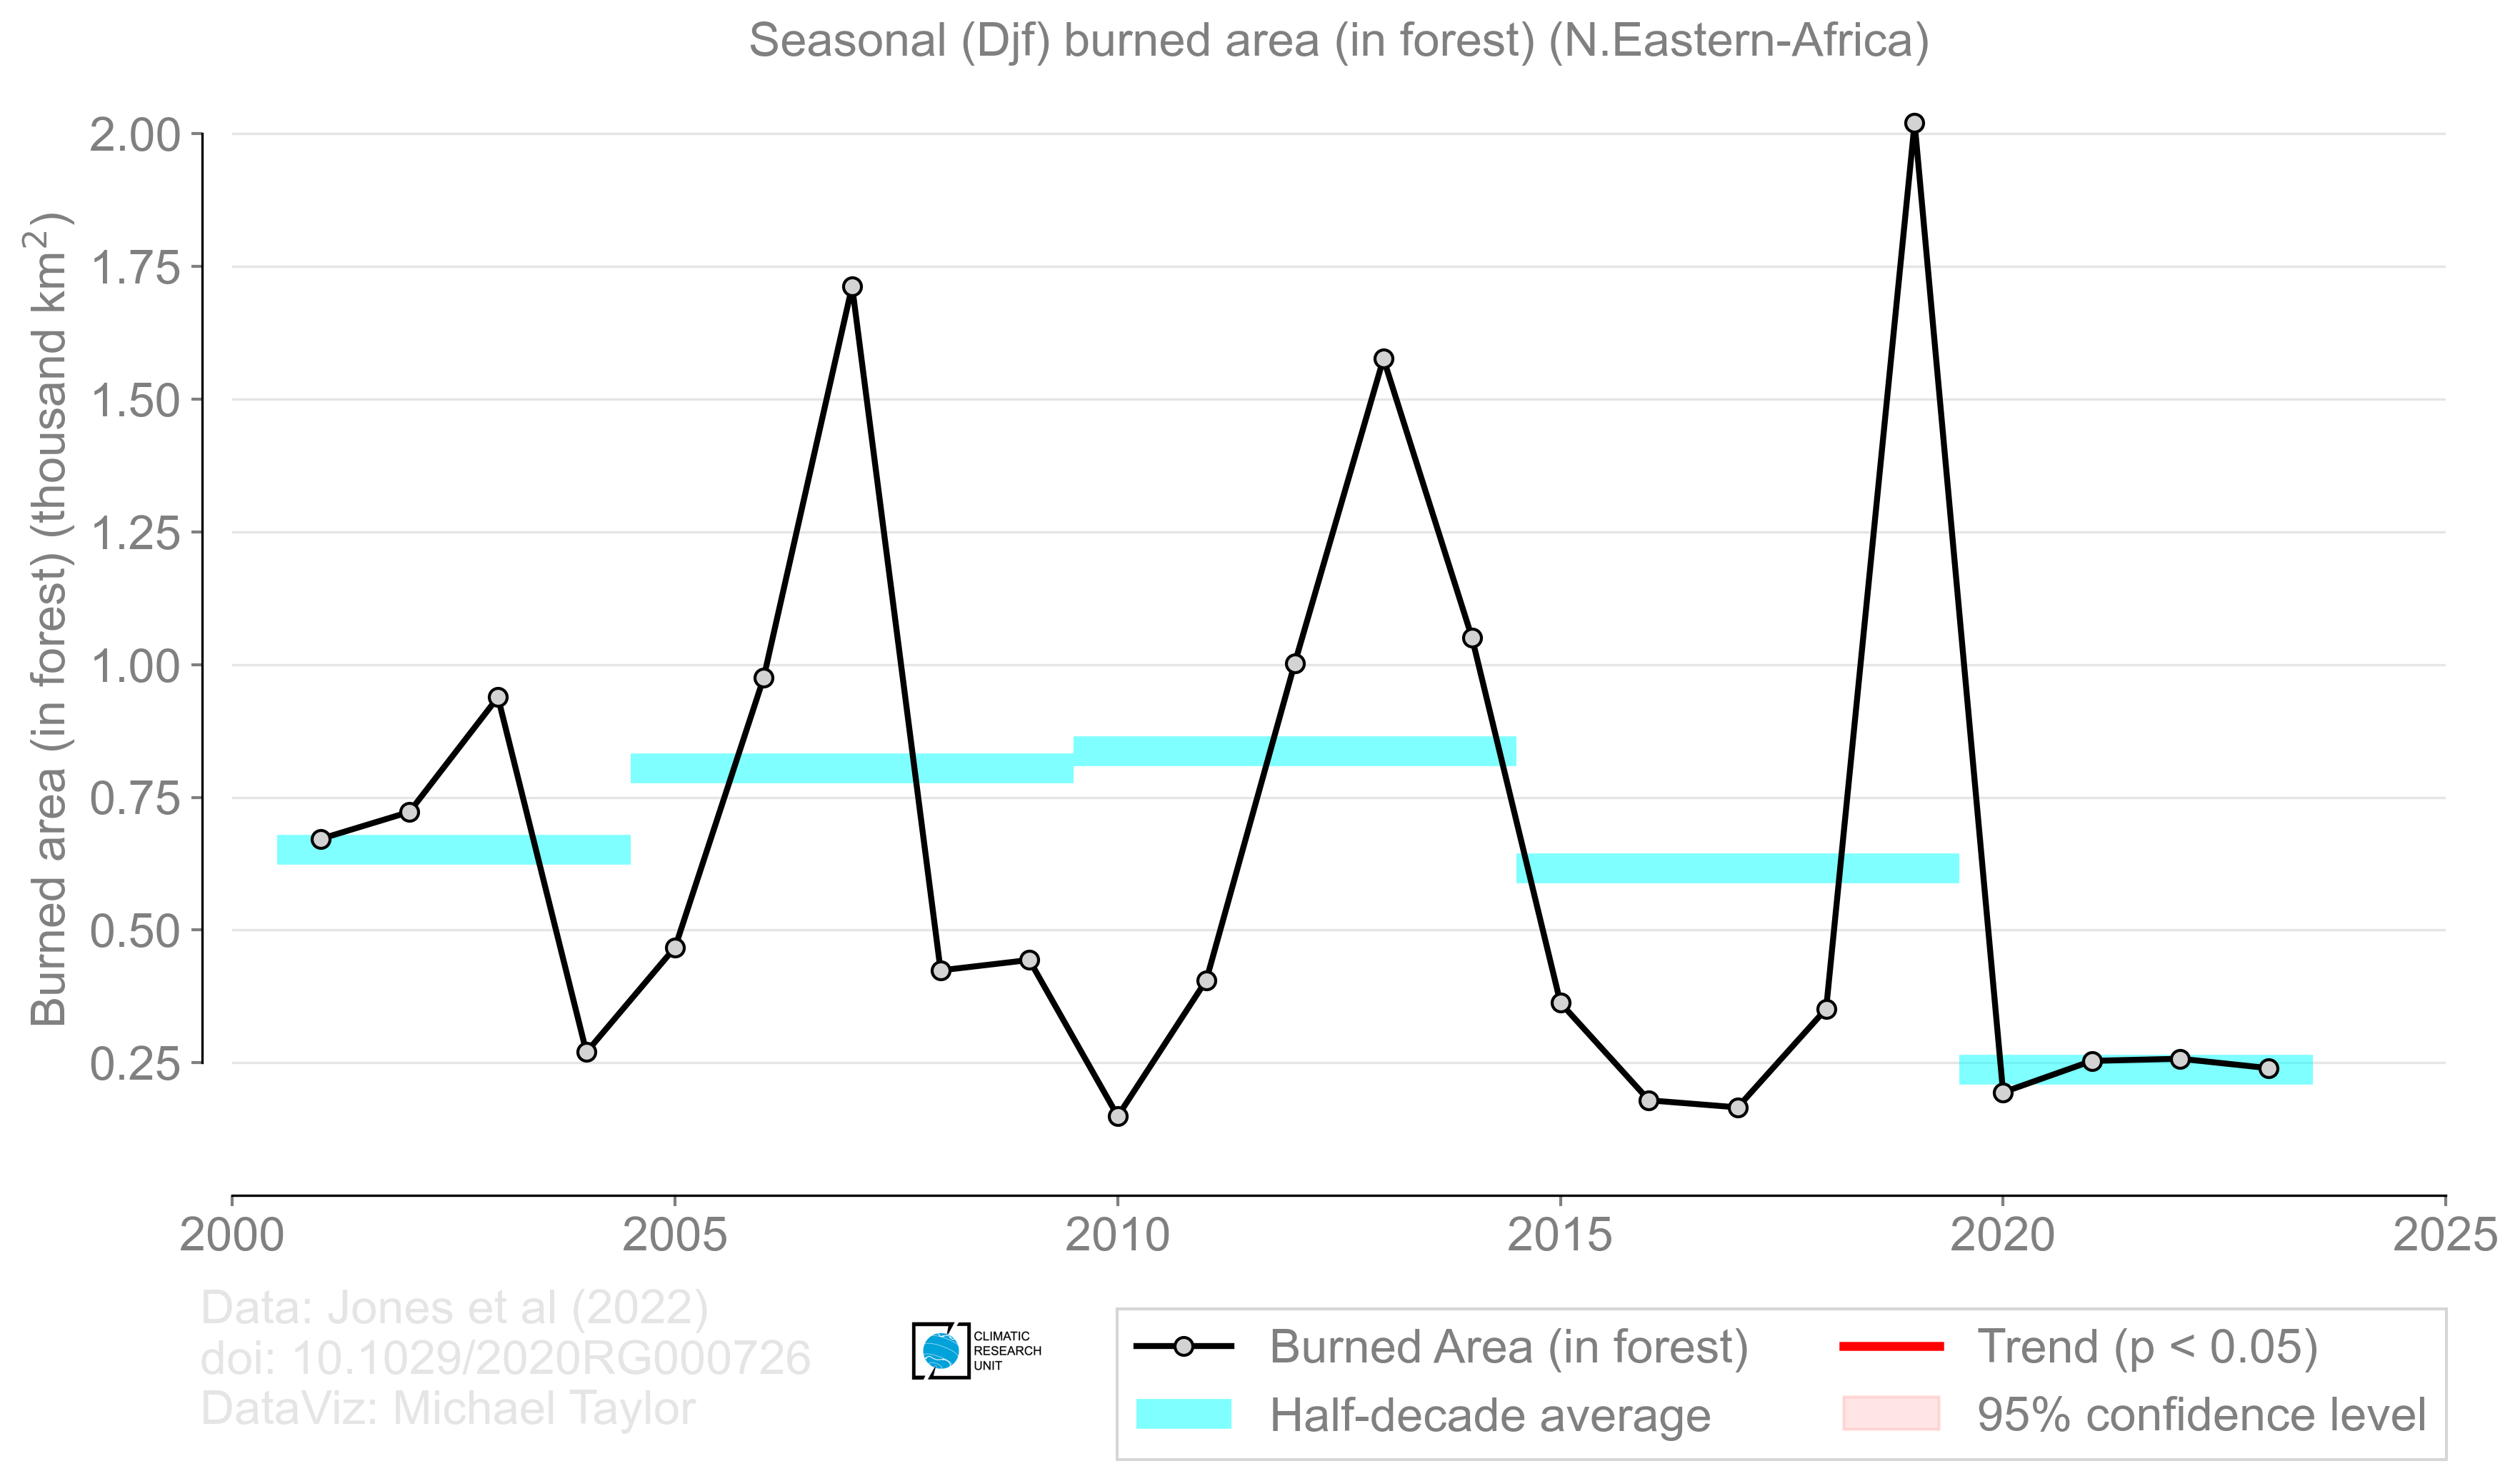 Seasonal (Djf) burned area (in forest) (N.Eastern-Africa)
Burned area (in forest) (thousand km²)
2.00
1.75
1.50
1.25
1.00
0.75
0.50
0.25
2000 2005 2010 2015 2020 2025
Data: Jones et al (2022)
doi: 10.1029/2020RG000726
DataViz: Michael Taylor
CLIMATIC
RESEARCH
UNIT
Burned Area (in forest)
Half-decade average
Trend (p < 0.05)
95% confidence level